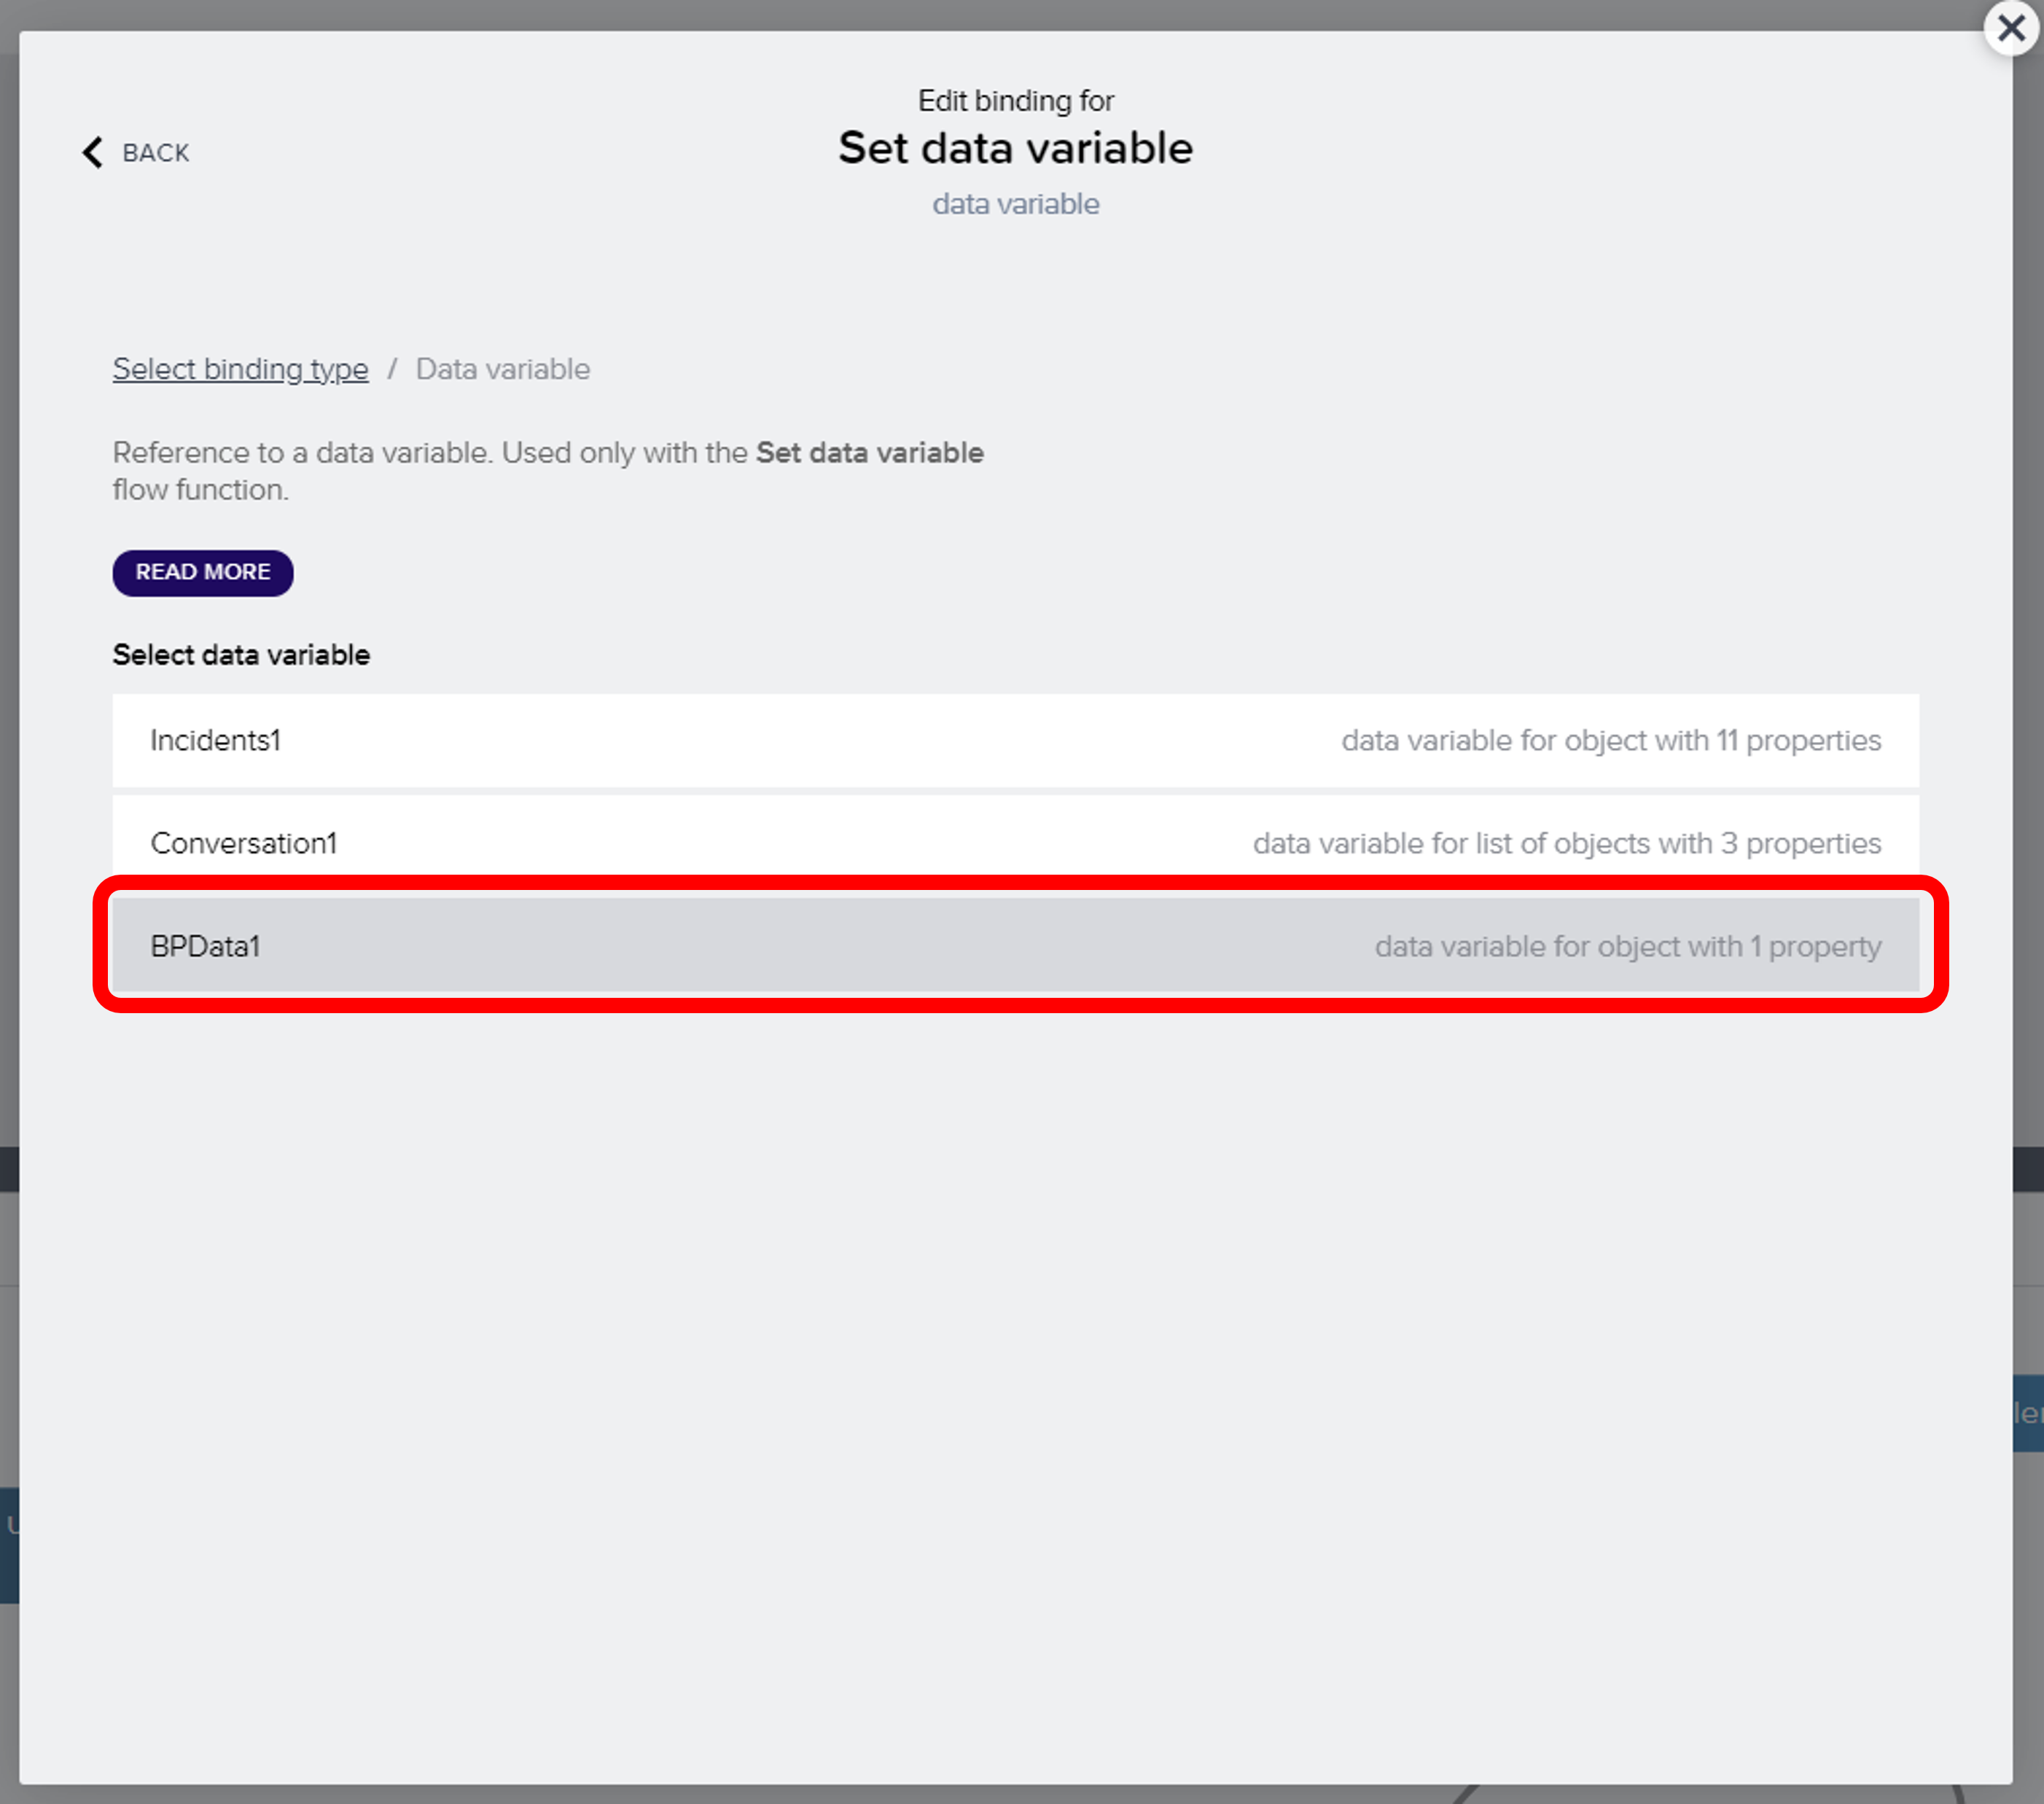 Edit binding for
BACK
Set data variable
data variable
Select binding type / Data variable
Reference to a data variable. Used only with the Set data variable
flow function.
READ MORE
Select data variable
Incidents1 data variable for object with 11 properties
Conversation1 data variable for list of objects with 3 properties
BPData1 data variable for object with 1 property